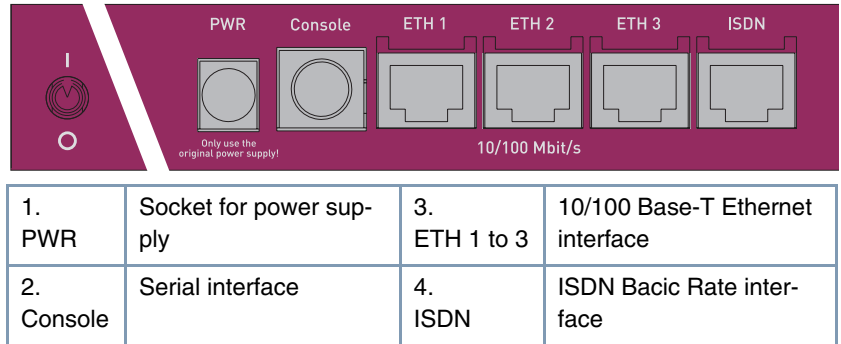 PWR Console ETH 1 ETH 2 ETH 3 ISDN
I
O
Only use the
original power supply!
10/100 Mbit/s
1.
PWR
Socket for power sup-
ply
3.
ETH 1 to 3
10/100 Base-T Ethernet
interface
2.
Console
Serial interface
4.
ISDN
ISDN Bacic Rate inter-
face